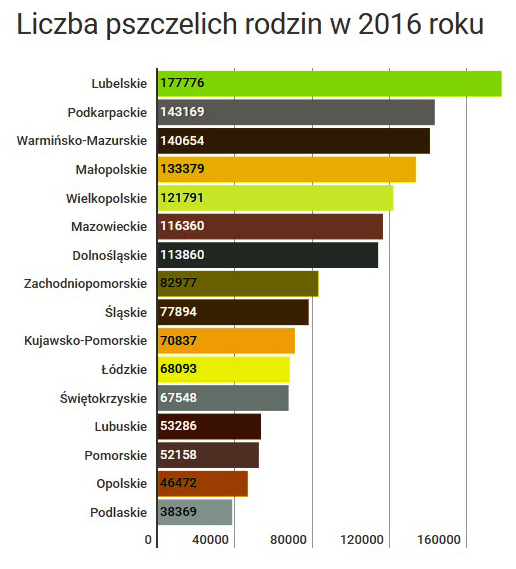 Liczba pszczelich rodzin w 2016 roku
Lubelskie 177776
Podkarpackie 143169
Warmińsko-Mazurskie 140654
Małopolskie 133379
Wielkopolskie 121791
Mazowieckie 116360
Dolnośląskie 113860
Zachodniopomorskie 82977
Śląskie 77894
Kujawsko-Pomorskie 70837
Łódzkie 68093
Świętokrzyskie 67548
Lubuskie 53286
Pomorskie 52158
Opolskie 46472
Podlaskie 38369
0 40000 80000 120000 160000